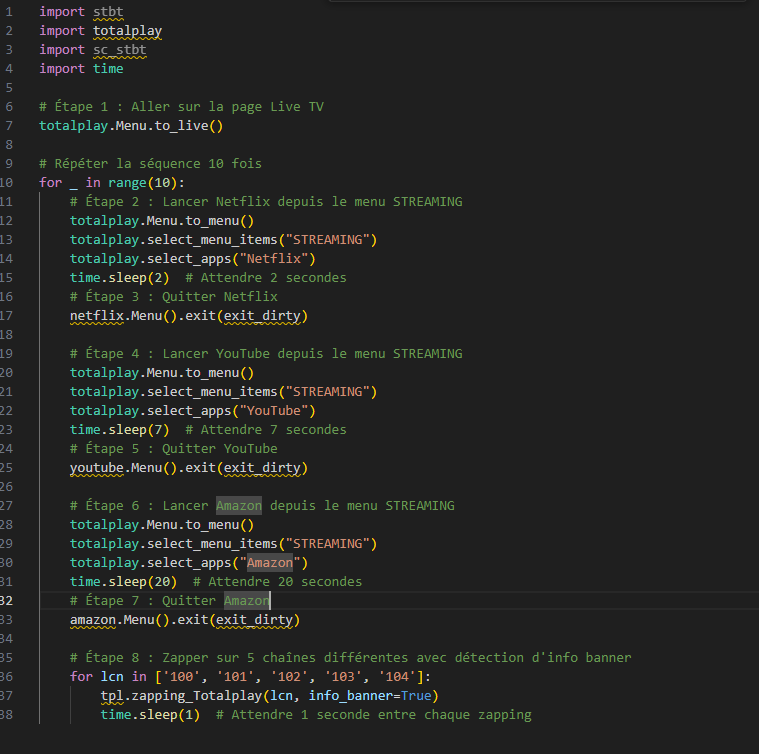 1 import stbt
2 import totalplay
3 import sc_stbt
4 import time
5
6 # Étape 1 : Aller sur la page Live TV
7 totalplay.Menu.to_live()
8
9 # Répéter la séquence 10 fois
10 for _ in range(10):
11 # Étape 2 : Lancer Netflix depuis le menu STREAMING
12 totalplay.Menu.to_menu()
13 totalplay.select_menu_items("STREAMING")
14 totalplay.select_apps("Netflix")
15 time.sleep(2)  # Attendre 2 secondes
16 # Étape 3 : Quitter Netflix
17 netflix.Menu().exit(exit_dirty)
18
19 # Étape 4 : Lancer YouTube depuis le menu STREAMING
20 totalplay.Menu.to_menu()
21 totalplay.select_menu_items("STREAMING")
22 totalplay.select_apps("YouTube")
23 time.sleep(7)  # Attendre 7 secondes
24 # Étape 5 : Quitter YouTube
25 youtube.Menu().exit(exit_dirty)
26
27 # Étape 6 : Lancer Amazon depuis le menu STREAMING
28 totalplay.Menu.to_menu()
29 totalplay.select_menu_items("STREAMING")
30 totalplay.select_apps("Amazon")
31 time.sleep(20)  # Attendre 20 secondes
32 # Étape 7 : Quitter Amazon
33 amazon.Menu().exit(exit_dirty)
34
35 # Étape 8 : Zapper sur 5 chaînes différentes avec détection d'info banner
36 for lcn in ['100', '101', '102', '103', '104']:
37 tpl.zapping_Totalplay(lcn, info_banner=True)
38 time.sleep(1)  # Attendre 1 seconde entre chaque zapping